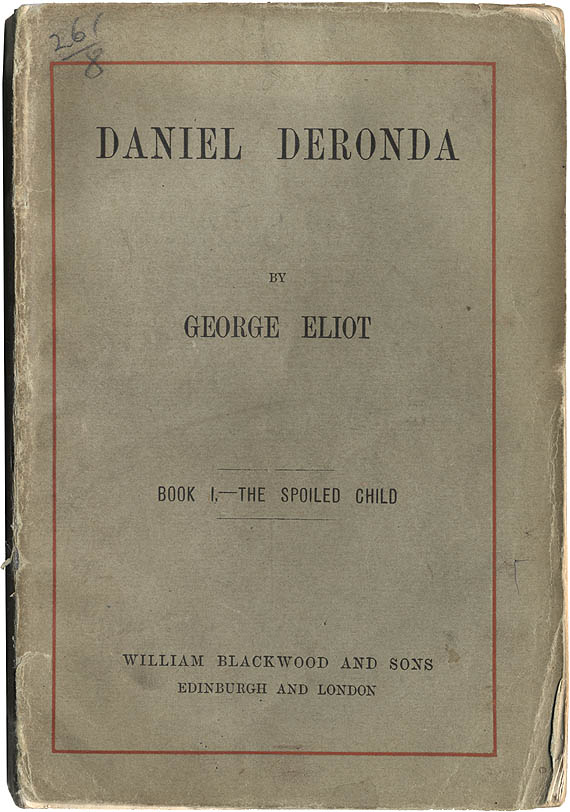 261/8
DANIEL DERONDA
BY
GEORGE ELIOT
BOOK I.—THE SPOILED CHILD
WILLIAM BLACKWOOD AND SONS
EDINBURGH AND LONDON